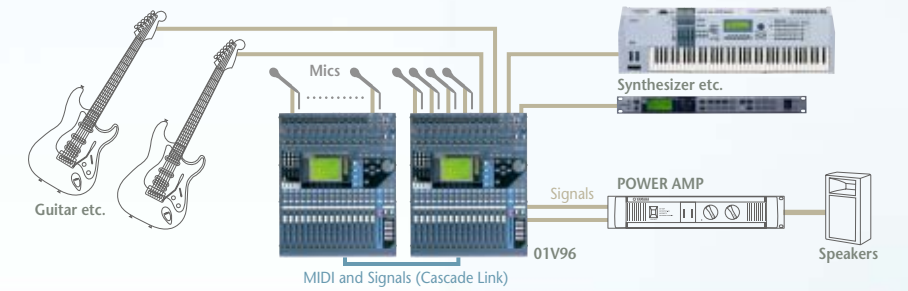 Mics
Synthesizer etc.
Guitar etc.
Signals
POWER AMP
01V96
Speakers
MIDI and Signals (Cascade Link)